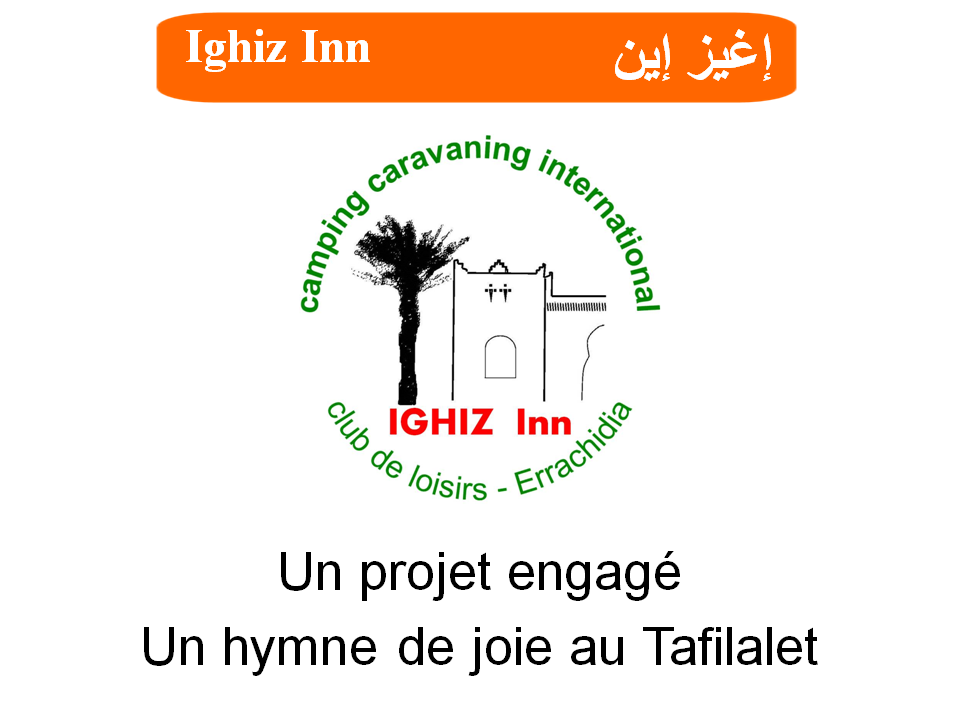 Ighiz Inn
إغيز إين
camping caravaning international
IGHIZ Inn
club de loisirs - Errachidia
Un projet engagé
Un hymne de joie au Tafilalet